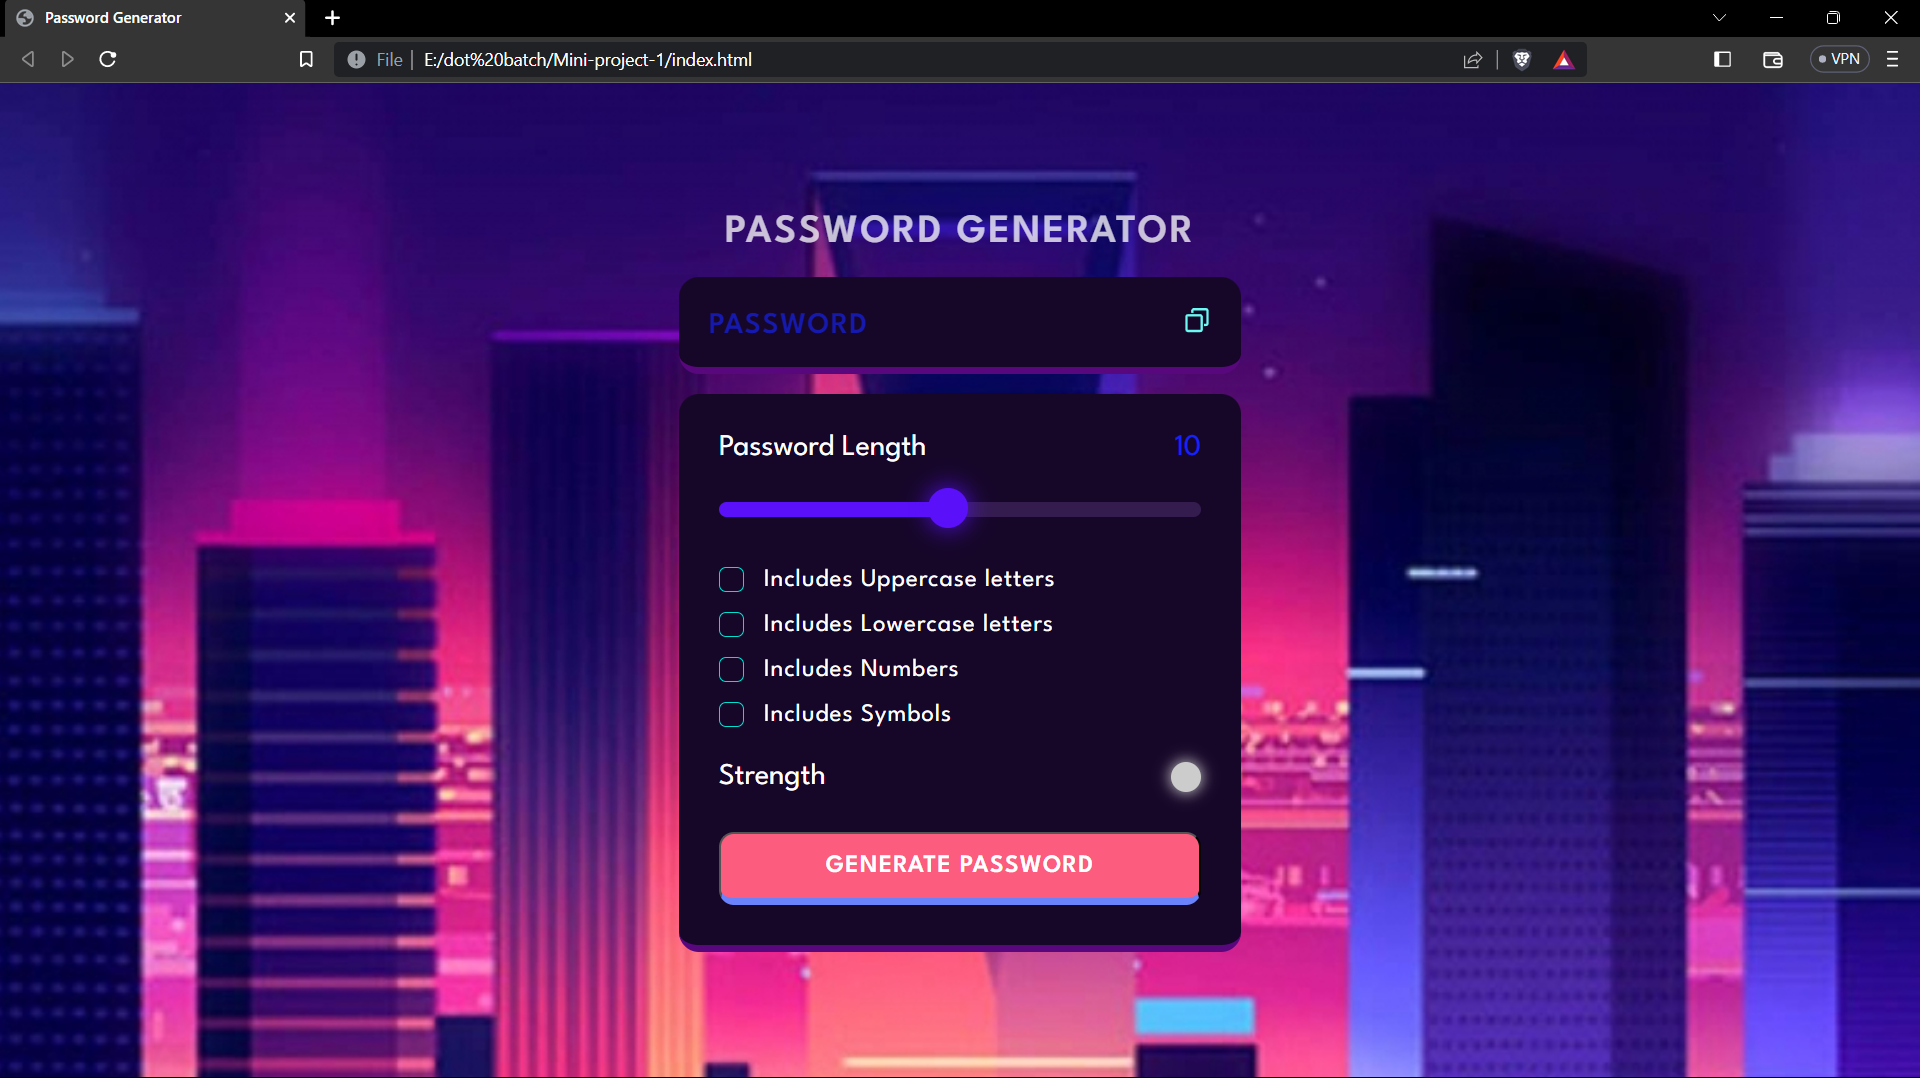 Password Generator
File
E:/dot%20batch/Mini-project-1/index.html
VPN
PASSWORD GENERATOR
PASSWORD
Password Length 10
Includes Uppercase letters
Includes Lowercase letters
Includes Numbers
Includes Symbols
Strength
GENERATE PASSWORD